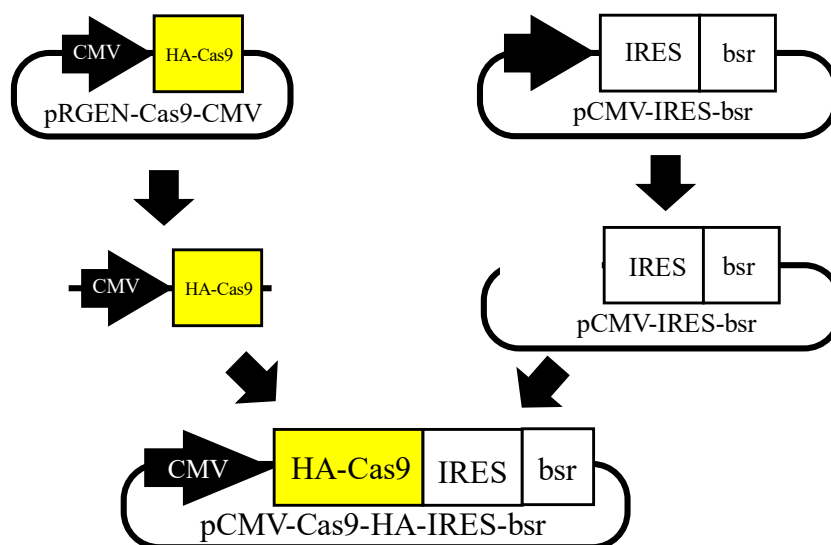 CMV
HA-Cas9
pRGEN-Cas9-CMV
IRES
bsr
pCMV-IRES-bsr
CMV
HA-Cas9
IRES
bsr
pCMV-IRES-bsr
CMV
HA-Cas9
IRES
bsr
pCMV-Cas9-HA-IRES-bsr